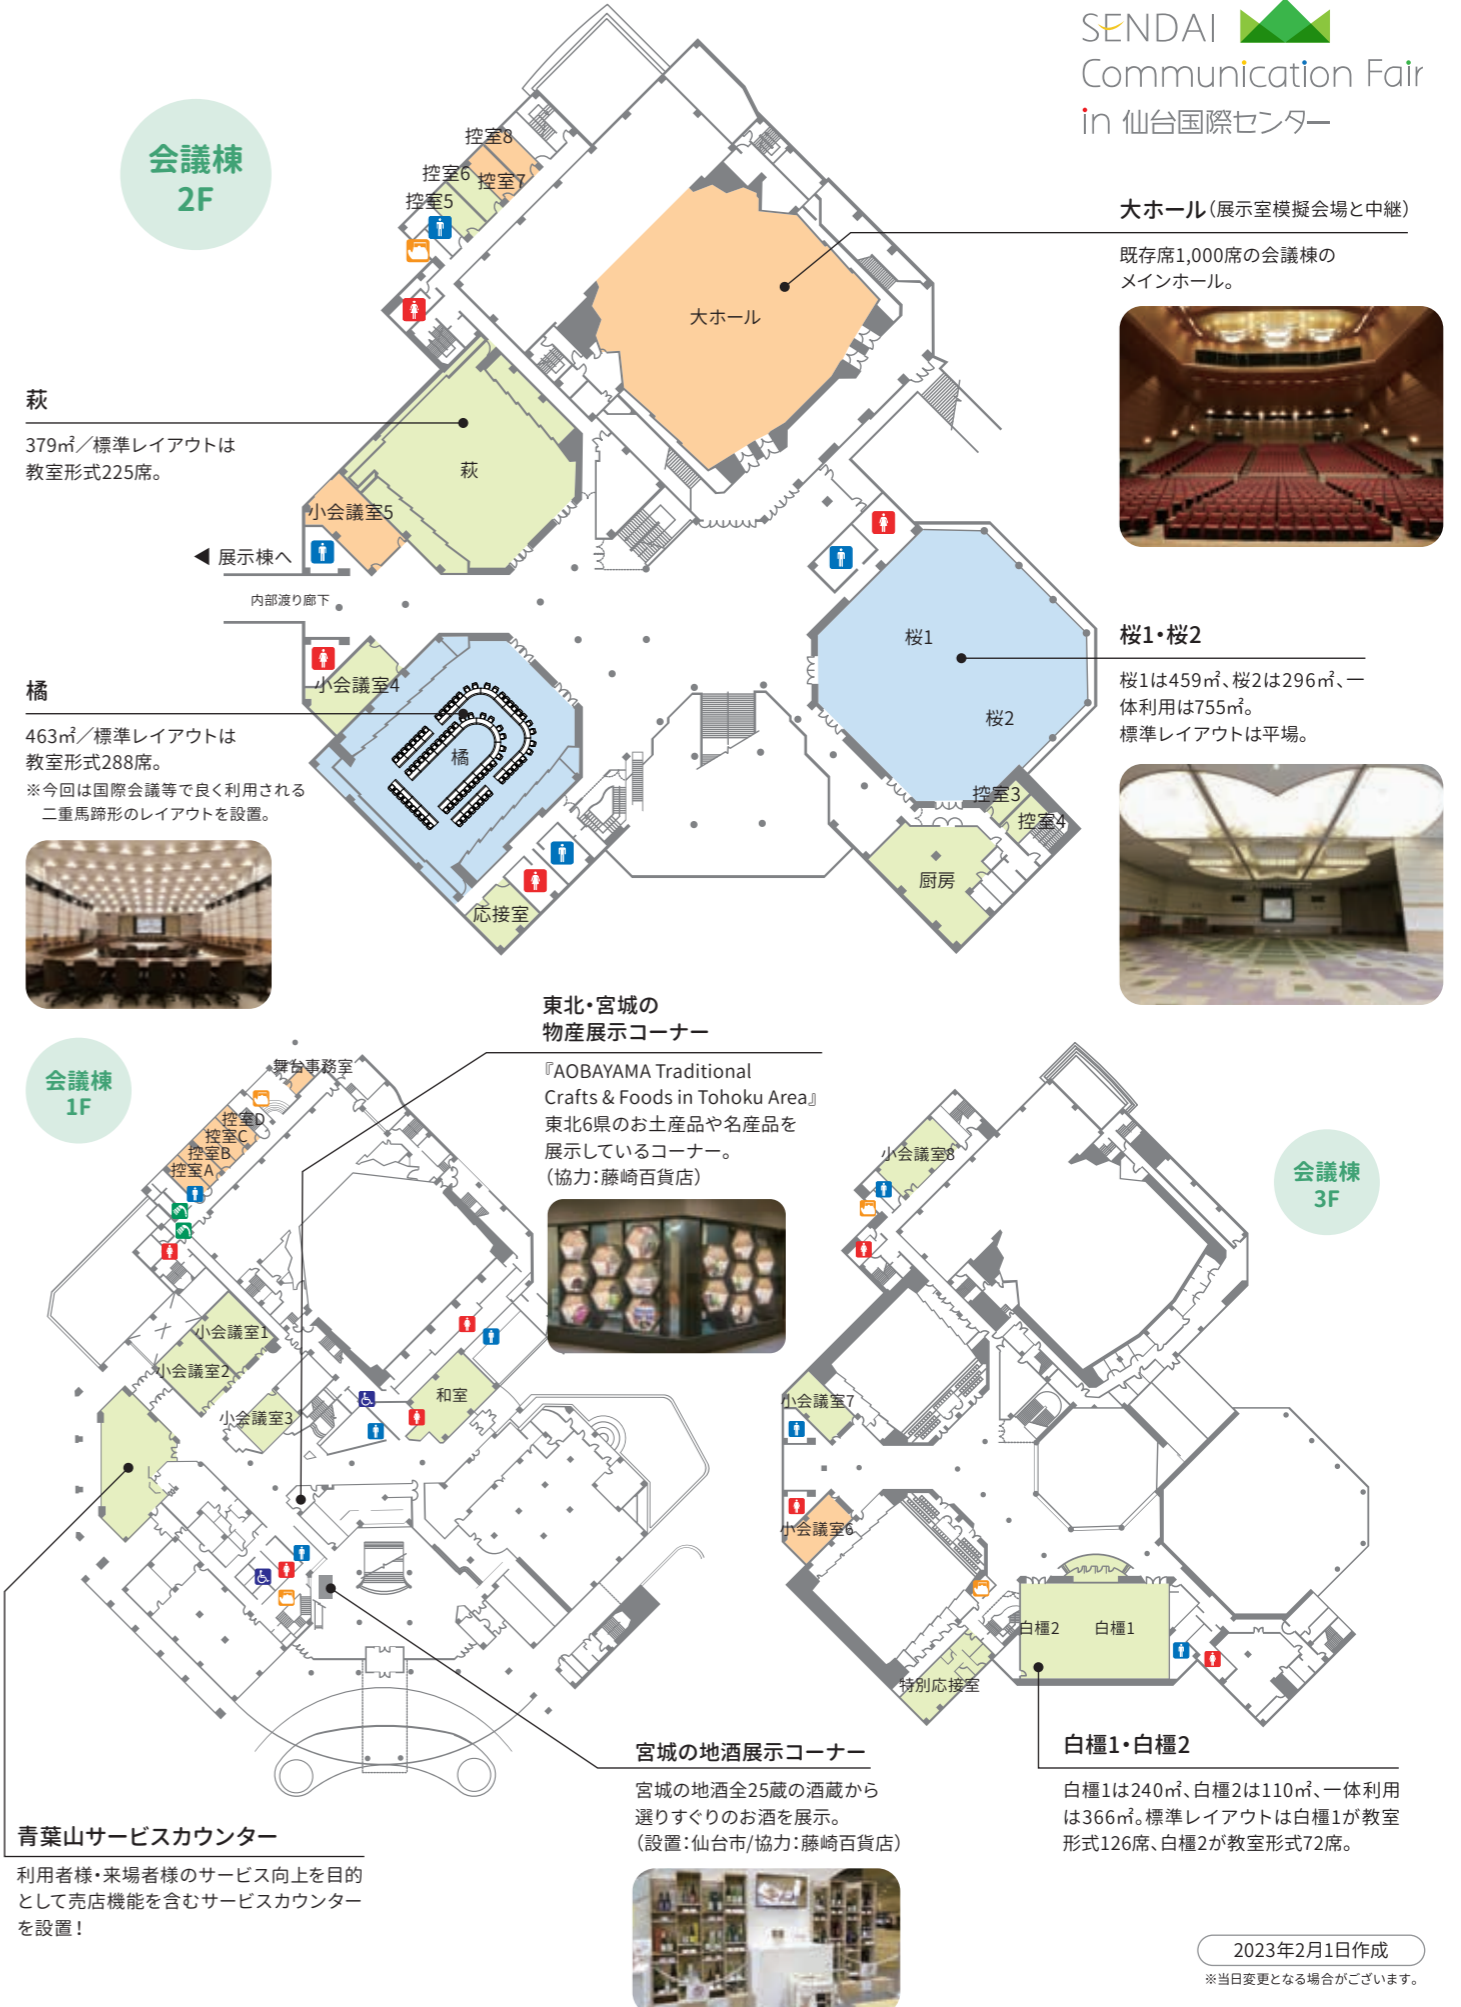 SENDAI
Communication Fair
in 仙台国際センター
会議棟
2F
控室8
控室6
控室7
控室5
大ホール(展示室模擬会場と中継)
既存席1,000席の会議棟の
メインホール。
大ホール
萩
379㎡/標準レイアウトは
教室形式225席。
萩
小会議室5
◀ 展示棟へ
内部渡り廊下
桜1
桜2
桜1・桜2
桜1は459㎡、桜2は296㎡、一
体利用は755㎡。
標準レイアウトは平場。
小会議室4
橘
463㎡/標準レイアウトは
教室形式288席。
※今回は国際会議等で良く利用される
二重馬蹄形のレイアウトを設置。
橘
控室3
控室4
厨房
応接室
東北・宮城の
物産展示コーナー
『AOBAYAMA Traditional
Crafts & Foods in Tohoku Area』
東北6県のお土産品や名産品を
展示しているコーナー。
(協力:藤崎百貨店)
会議棟
1F
舞台事務室
控室D
控室C
控室B
控室A
小会議室1
小会議室2
小会議室3
和室
会議棟
3F
小会議室8
小会議室7
小会議室6
白橿2
白橿1
特別応接室
宮城の地酒展示コーナー
宮城の地酒全25蔵の酒蔵から
選りすぐりのお酒を展示。
(設置:仙台市/協力:藤崎百貨店)
白橿1・白橿2
白橿1は240㎡、白橿2は110㎡、一体利用
は366㎡。標準レイアウトは白橿1が教室
形式126席、白橿2が教室形式72席。
青葉山サービスカウンター
利用者様・来場者様のサービス向上を目的
として売店機能を含むサービスカウンター
を設置!
2023年2月1日作成
※当日変更となる場合がございます。